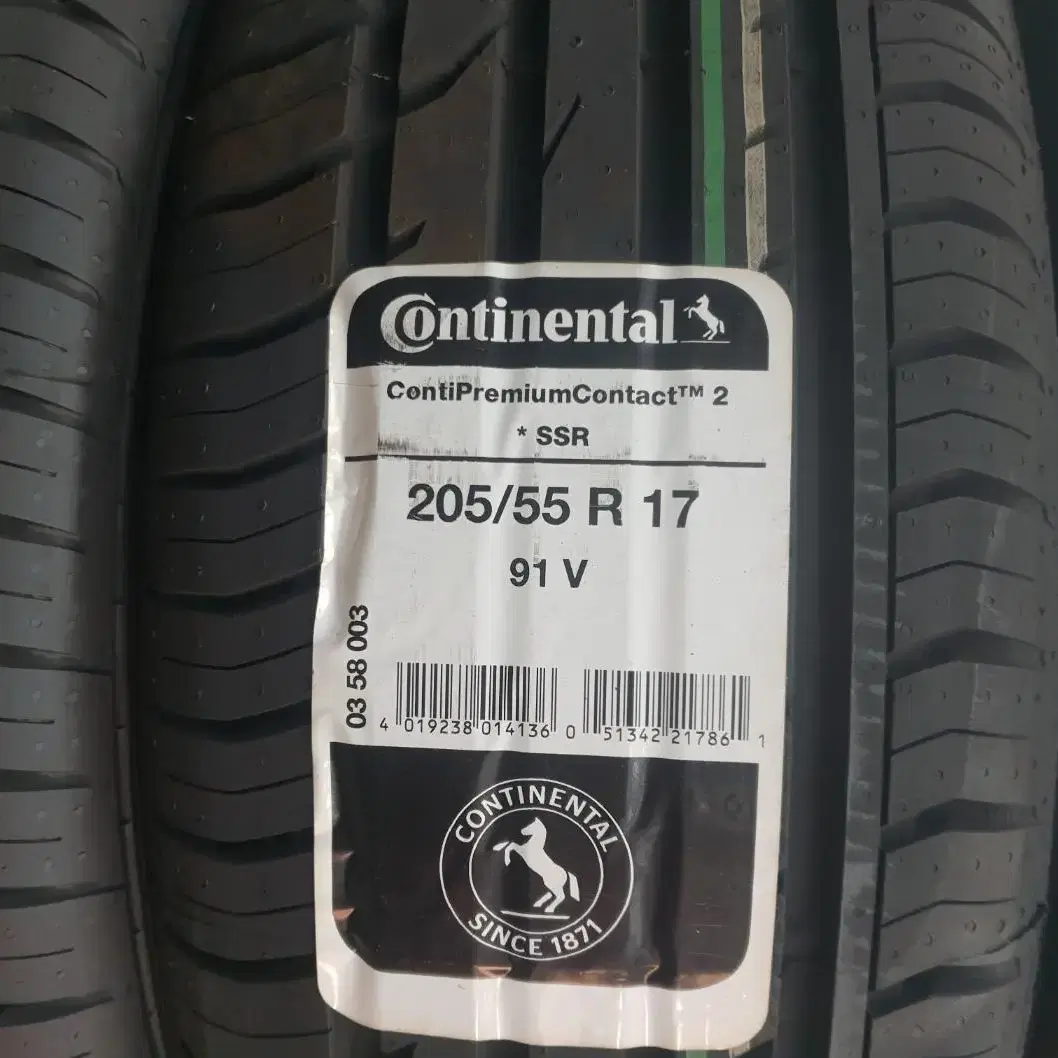 Continental
ContiPremiumContact™ 2
* SSR
205/55 R 17
91 V
03 58 003
4 019238 014136 0 51342 21786 1
CONTINENTAL
SINCE 1871